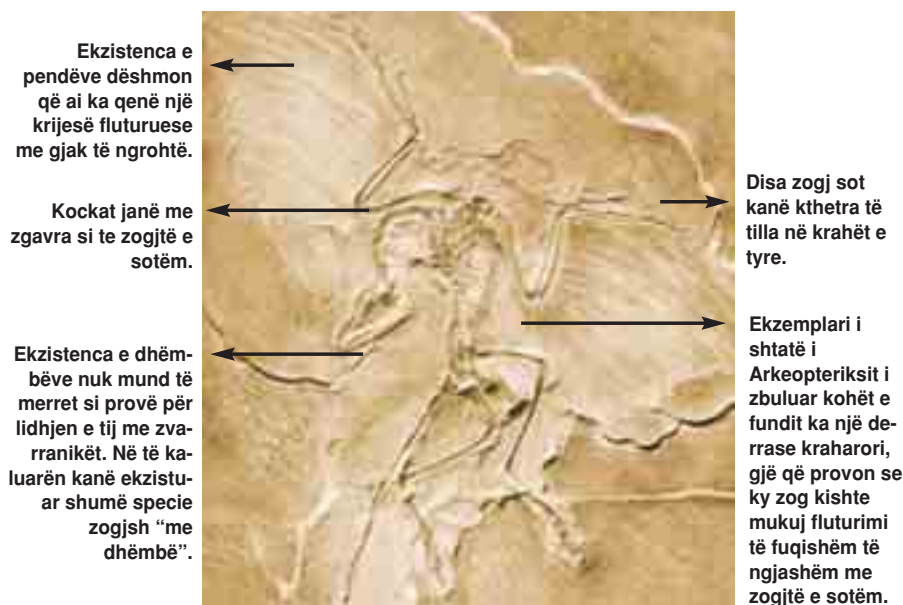 Ekzistenca e
pendëve dëshmon
që ai ka qenë një
krijesë fluturuese
me gjak të ngrohtë.
Kockat janë me
zgavra si te zogjtë e
sotëm.
Ekzistenca e dhëm-
bëve nuk mund të
merret si provë për
lidhjen e tij me zva-
rranikët. Në të ka-
luarën kanë ekzistu-
ar shumë specie
zogjsh “me
dhëmbë”.
Disa zogj sot
kanë kthetra të
tilla në krahët e
tyre.
Ekzemplari i
shtatë i
Arkeopteriksit i
zbuluar kohët e
fundit ka një de-
rrase kraharori,
gjë që provon se
ky zog kishte
mukuj fluturimi
të fuqishëm të
ngjashëm me
zogjtë e sotëm.